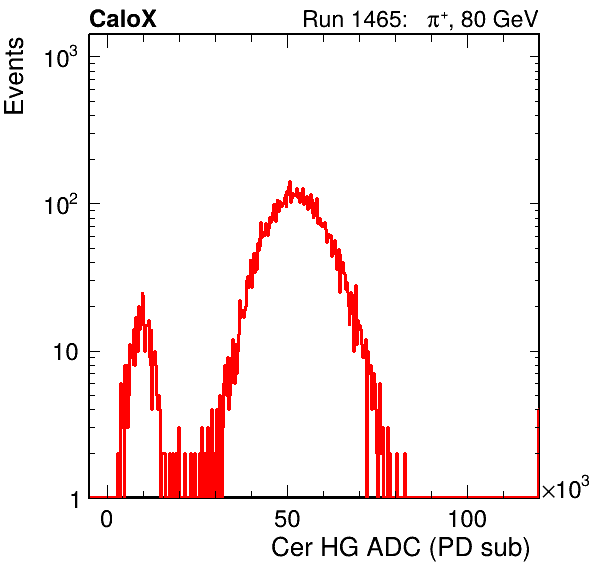 CaloX Run 1465: π⁺, 80 GeV
Events
10³
10²
10
1
0 50 100 ×10³
Cer HG ADC (PD sub)